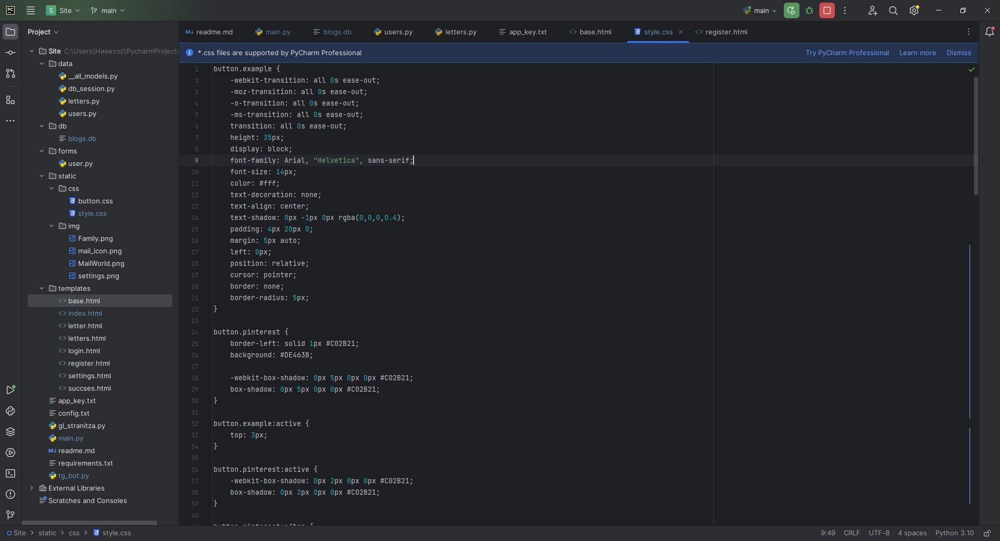 PC
S Site
main
main
Project
readme.md
main.py
blogs.db
users.py
letters.py
app_key.txt
base.html
style.css
register.html
*.css files are supported by PyCharm Professional
Try PyCharm Professional
Learn more
Dismiss
Site C:\Users\Никитос\PycharmProjects
data
__all_models.py
db_session.py
letters.py
users.py
db
blogs.db
forms
user.py
static
css
button.css
style.css
img
Family.png
mail_icon.png
MailWorld.png
settings.png
templates
base.html
index.html
letter.html
letters.html
login.html
register.html
settings.html
succses.html
app_key.txt
config.txt
gl_stranitza.py
main.py
readme.md
requirements.txt
tg_bot.py
External Libraries
Scratches and Consoles
1 button.example {
2 -webkit-transition: all 0s ease-out;
3 -moz-transition: all 0s ease-out;
4 -o-transition: all 0s ease-out;
5 -ms-transition: all 0s ease-out;
6 transition: all 0s ease-out;
7 height: 35px;
8 display: block;
9 font-family: Arial, "Helvetica", sans-serif;
10 font-size: 14px;
11 color: #fff;
12 text-decoration: none;
13 text-align: center;
14 text-shadow: 0px -1px 0px rgba(0,0,0,0.4);
15 padding: 4px 20px 0;
16 margin: 5px auto;
17 left: 0px;
18 position: relative;
19 cursor: pointer;
20 border: none;
21 border-radius: 5px;
22 }
23
24 button.pinterest {
25 border-left: solid 1px #C02B21;
26 background: #DE463B;
27
28 -webkit-box-shadow: 0px 5px 0px 0px #C02B21;
29 box-shadow: 0px 5px 0px 0px #C02B21;
30 }
31
32 button.example:active {
33 top: 3px;
34 }
35
36 button.pinterest:active {
37 -webkit-box-shadow: 0px 2px 0px 0px #C02B21;
38 box-shadow: 0px 2px 0px 0px #C02B21;
39 }
40
Site > static > css > style.css
9:49 CRLF UTF-8 4 spaces Python 3.10